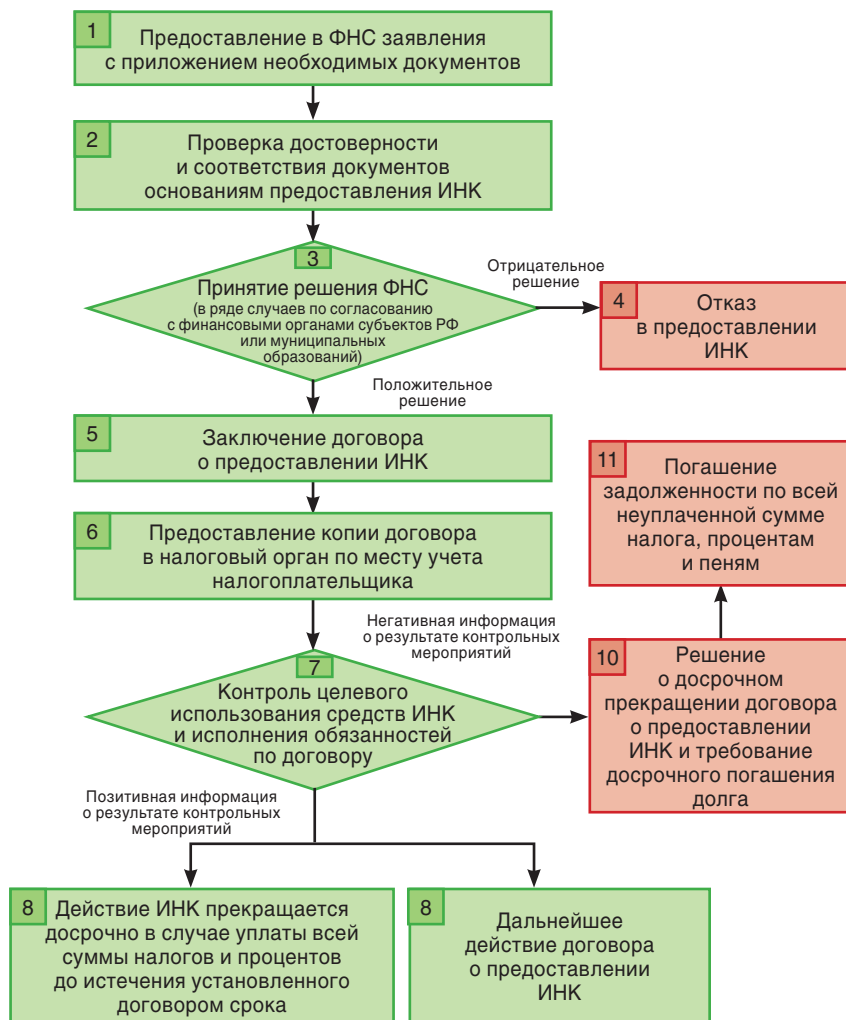 1
Предоставление в ФНС заявления
с приложением необходимых документов
2
Проверка достоверности
и соответствия документов
основаниям предоставления ИНК
3
Принятие решения ФНС
(в ряде случаев по согласованию
с финансовыми органами субъектов РФ
или муниципальных
образований)
Отрицательное
решение
4
Отказ
в предоставлении
ИНК
Положительное
решение
5
Заключение договора
о предоставлении ИНК
6
Предоставление копии договора
в налоговый орган по месту учета
налогоплательщика
Негативная информация
о результате контрольных
мероприятий
7
Контроль целевого
использования средств ИНК
и исполнения обязанностей
по договору
10
Решение
о досрочном
прекращении договора
о предоставлении
ИНК и требование
досрочного погашения
долга
11
Погашение
задолженности по всей
неуплаченной сумме
налога, процентам
и пеням
Позитивная информация
о результате контрольных
мероприятий
8
Действие ИНК прекращается
досрочно в случае уплаты всей
суммы налогов и процентов
до истечения установленного
договором срока
8
Дальнейшее
действие договора
о предоставлении
ИНК